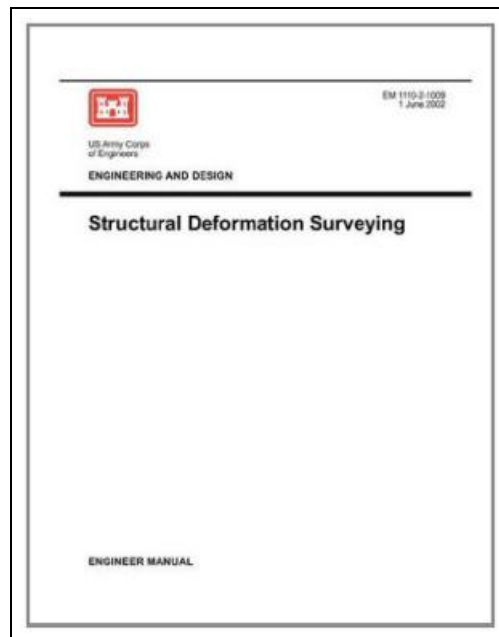 EM 1110-2-1009
1 June 2002
US Army Corps
of Engineers
ENGINEERING AND DESIGN
Structural Deformation Surveying
ENGINEER MANUAL